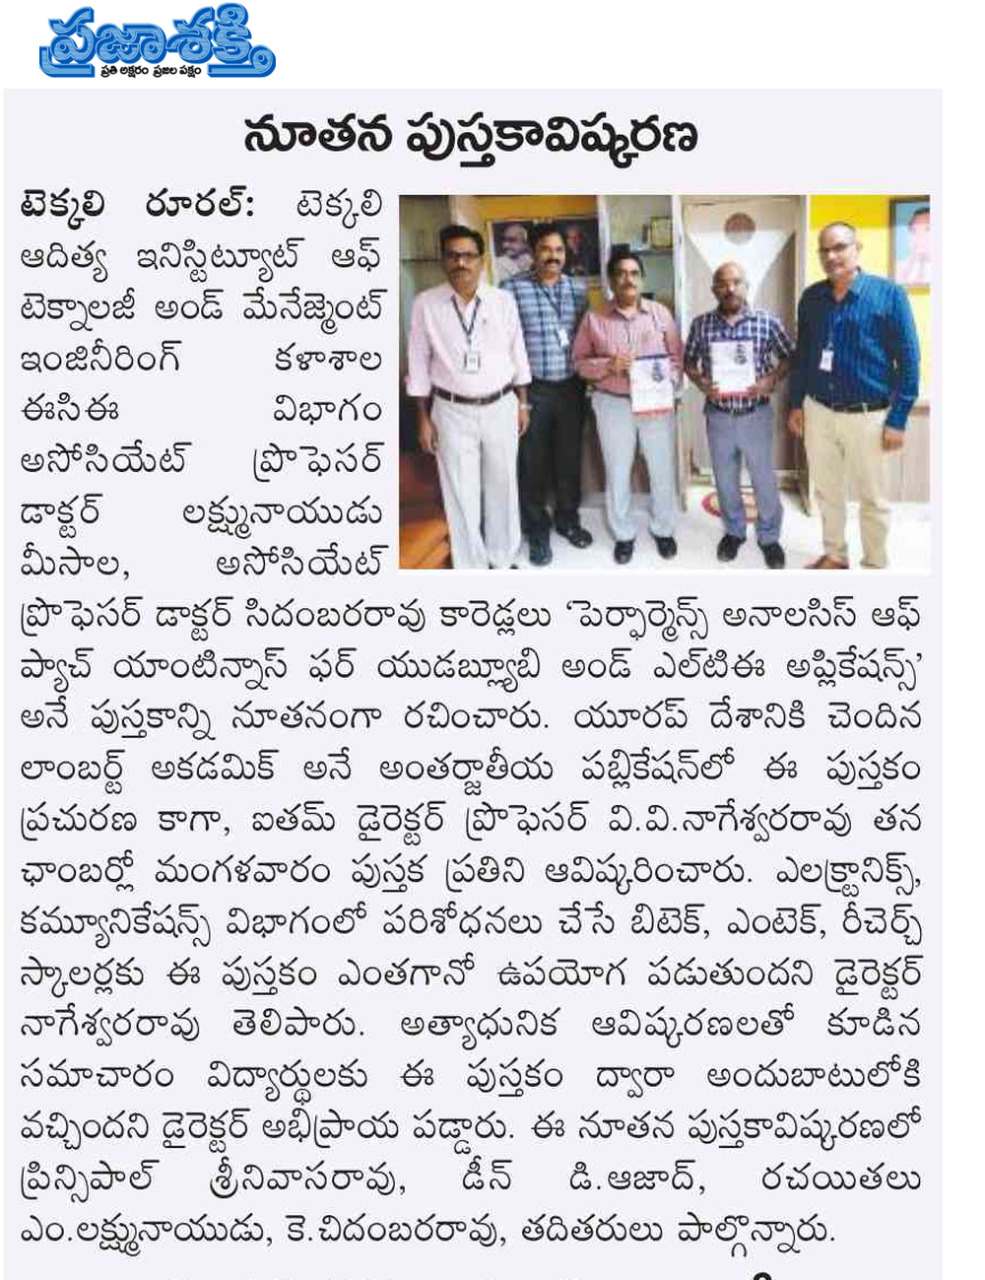 ప్రజాశక్తి
ప్రతి అక్షరం ప్రజల పక్షం
నూతన పుస్తకావిష్కరణ
టెక్కలి రూరల్: టెక్కలి
ఆదిత్య ఇనిస్టిట్యూట్ ఆఫ్
టెక్నాలజీ అండ్ మేనేజ్మెంట్
ఇంజినీరింగ్ కళాశాల
ఈసిఈ విభాగం
అసోసియేట్ ప్రొఫెసర్
డాక్టర్ లక్ష్మునాయుడు
మీసాల, అసోసియేట్
ప్రొఫెసర్ డాక్టర్ సిదంబరరావు కారెడ్లలు ‘పెర్ఫార్మెన్స్ అనాలసిస్ ఆఫ్
ప్యాచ్ యాంటిన్నాస్ ఫర్ యుడబ్ల్యూబి అండ్ ఎల్‌టిఈ అప్లికేషన్స్’
అనే పుస్తకాన్ని నూతనంగా రచించారు. యూరప్ దేశానికి చెందిన
లాంబర్ట్ అకడమిక్ అనే అంతర్జాతీయ పబ్లికేషన్‌లో ఈ పుస్తకం
ప్రచురణ కాగా, ఐతమ్ డైరెక్టర్ ప్రొఫెసర్ వి.వి.నాగేశ్వరరావు తన
ఛాంబర్లో మంగళవారం పుస్తక ప్రతిని ఆవిష్కరించారు. ఎలక్ట్రానిక్స్,
కమ్యూనికేషన్స్ విభాగంలో పరిశోధనలు చేసే బిటెక్, ఎంటెక్, రీచెర్చ్
స్కాలర్లకు ఈ పుస్తకం ఎంతగానో ఉపయోగ పడుతుందని డైరెక్టర్
నాగేశ్వరరావు తెలిపారు. అత్యాధునిక ఆవిష్కరణలతో కూడిన
సమాచారం విద్యార్థులకు ఈ పుస్తకం ద్వారా అందుబాటులోకి
వచ్చిందని డైరెక్టర్ అభిప్రాయ పడ్డారు. ఈ నూతన పుస్తకావిష్కరణలో
ప్రిన్సిపాల్ శ్రీనివాసరావు, డీన్ డి.ఆజాద్, రచయితలు
ఎం.లక్ష్మునాయుడు, కె.చిదంబరరావు, తదితరులు పాల్గొన్నారు.